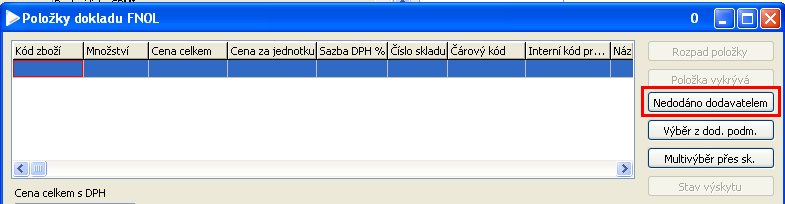 Položky dokladu FNOL 0
Kód zboží Množství Cena celkem Cena za jednotku Sazba DPH % Číslo skladu Čárový kód Interní kód pr... Náz
Rozpad položky
Položka vykrývá
Nedodáno dodavatelem
Výběr z dod. podm.
Multivýběr přes sk.
Stav výskytu
Cena celkem s DPH